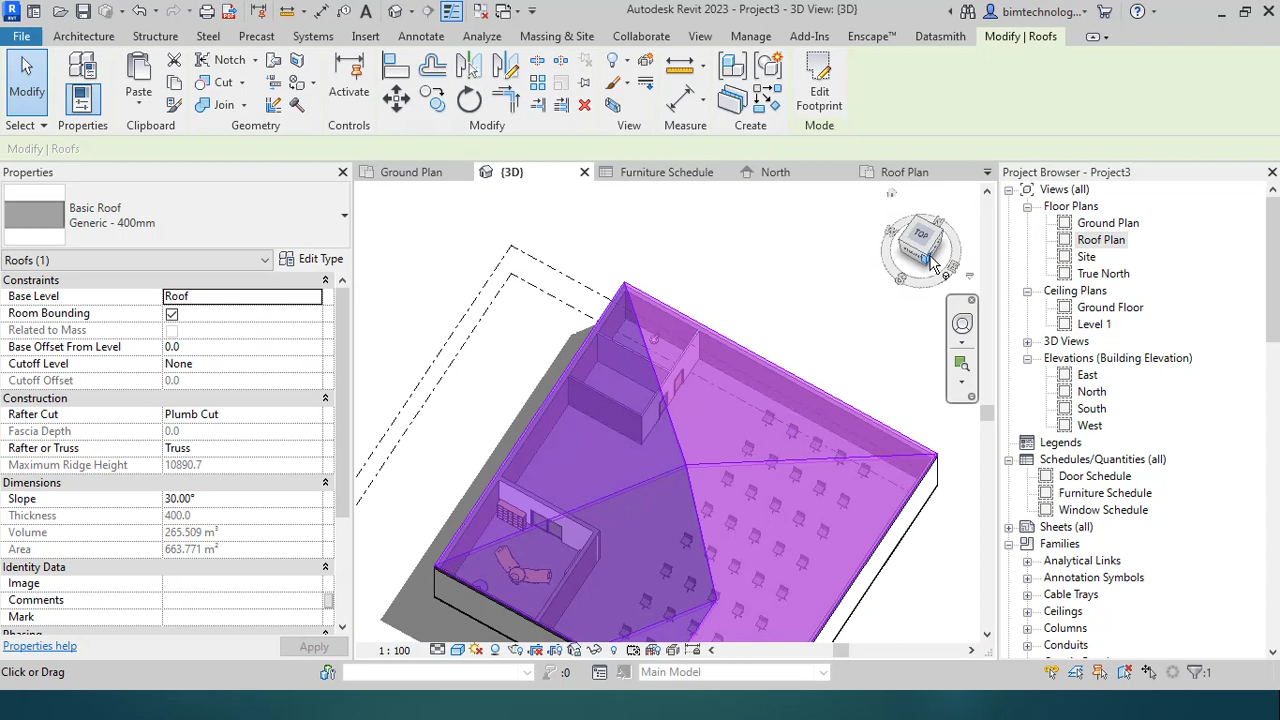 Autodesk Revit 2023 - Project3 - 3D View: {3D}
bimtechnolog...
File Architecture Structure Steel Precast Systems Insert Annotate Analyze Massing & Site Collaborate View Manage Add-Ins Enscape™ Datasmith Modify | Roofs
Modify
Paste
Notch
Cut
Join
Activate
Edit
Footprint
Select Properties Clipboard Geometry Controls Modify View Measure Create Mode
Modify | Roofs
Properties
Ground Plan {3D} Furniture Schedule North Roof Plan
Project Browser - Project3
Basic Roof
Generic - 400mm
Roofs (1) Edit Type
Constraints
Base Level Roof
Room Bounding
Related to Mass
Base Offset From Level 0.0
Cutoff Level None
Cutoff Offset 0.0
Construction
Rafter Cut Plumb Cut
Fascia Depth 0.0
Rafter or Truss Truss
Maximum Ridge Height 10890.7
Dimensions
Slope 30.00°
Thickness 400.0
Volume 265.509 m³
Area 663.771 m²
Identity Data
Image
Comments
Mark
Phasing
Properties help Apply
TOP
Views (all)
Floor Plans
Ground Plan
Roof Plan
Site
True North
Ceiling Plans
Ground Floor
Level 1
3D Views
Elevations (Building Elevation)
East
North
South
West
Legends
Schedules/Quantities (all)
Door Schedule
Furniture Schedule
Window Schedule
Sheets (all)
Families
Analytical Links
Annotation Symbols
Cable Trays
Ceilings
Columns
Conduits
1 : 100
Click or Drag
:0
Main Model
:1